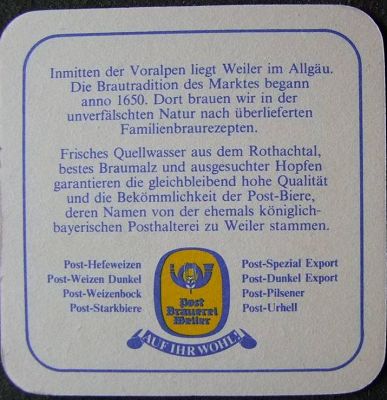 Inmitten der Voralpen liegt Weiler im Allgäu.
Die Brautradition des Marktes begann
anno 1650. Dort brauen wir in der
unverfälschten Natur nach überlieferten
Familienbraurezepten.
Frisches Quellwasser aus dem Rothachtal,
bestes Braumalz und ausgesuchter Hopfen
garantieren die gleichbleibend hohe Qualität
und die Bekömmlichkeit der Post-Biere,
deren Namen von der ehemals königlich-
bayerischen Posthalterei zu Weiler stammen.
Post-Hefeweizen
Post-Weizen Dunkel
Post-Weizenbock
Post-Starkbiere
Post
Brauerei
Weiler
AUF IHR WOHL!
Post-Spezial Export
Post-Dunkel Export
Post-Pilsener
Post-Urhell